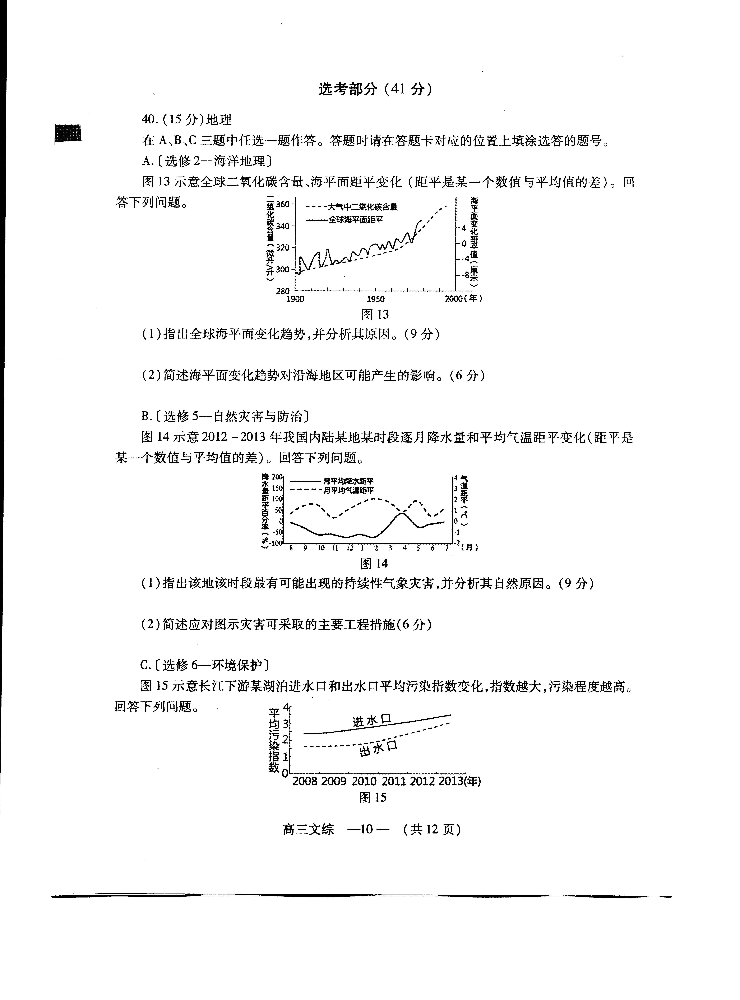 选考部分（41 分）
40.（15 分）地理
在 A、B、C 三题中任选一题作答。答题时请在答题卡对应的位置上填涂选答的题号。
A.〔选修 2—海洋地理〕
图 13 示意全球二氧化碳含量、海平面距平变化（距平是某一个数值与平均值的差）。回
答下列问题。
二氧化碳含量（微升/升）
360
340
320
300
280
----大气中二氧化碳含量
——全球海平面距平
海平面变化距平值（厘米）
4
0
-4
-8
1900 1950 2000(年)
图 13
(1)指出全球海平面变化趋势,并分析其原因。(9 分)
(2)简述海平面变化趋势对沿海地区可能产生的影响。(6 分)
B.〔选修 5—自然灾害与防治〕
图 14 示意 2012－2013 年我国内陆某地某时段逐月降水量和平均气温距平变化(距平是
某一个数值与平均值的差)。回答下列问题。
降水量距平百分率（%）
200
150
100
50
0
-50
-100
月平均降水距平
月平均气温距平
气温距平（℃）
4
3
2
1
0
-1
-2
8 9 10 11 12 1 2 3 4 5 6 7 (月)
图 14
(1)指出该地该时段最有可能出现的持续性气象灾害,并分析其自然原因。(9 分)
(2)简述应对图示灾害可采取的主要工程措施(6 分)
C.〔选修 6—环境保护〕
图 15 示意长江下游某湖泊进水口和出水口平均污染指数变化,指数越大,污染程度越高。
回答下列问题。
平均污染指数
4
3
2
1
0
进水口
出水口
2008 2009 2010 2011 2012 2013(年)
图 15
高三文综 —10— （共 12 页）